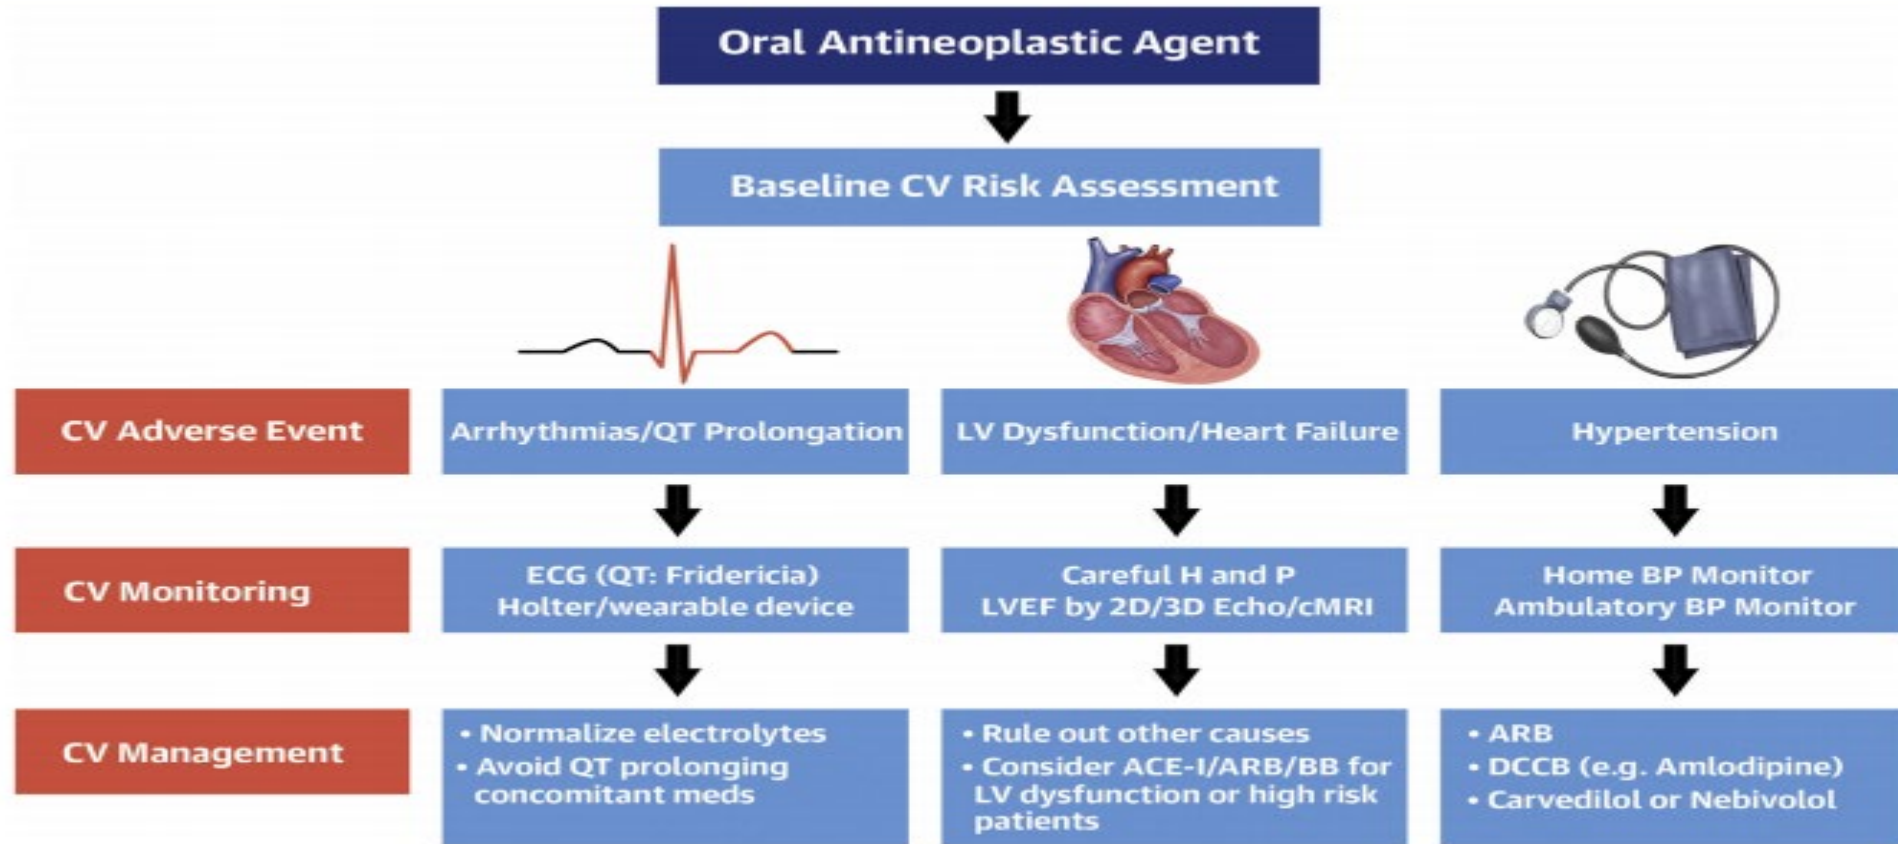 Oral Antineoplastic Agent
Baseline CV Risk Assessment
CV Adverse Event
Arrhythmias/QT Prolongation
LV Dysfunction/Heart Failure
Hypertension
CV Monitoring
ECG (QT: Fridericia)
Holter/wearable device
Careful H and P
LVEF by 2D/3D Echo/cMRI
Home BP Monitor
Ambulatory BP Monitor
CV Management
• Normalize electrolytes
• Avoid QT prolonging
concomitant meds
• Rule out other causes
• Consider ACE-I/ARB/BB for
LV dysfunction or high risk
patients
• ARB
• DCCB (e.g. Amlodipine)
• Carvedilol or Nebivolol